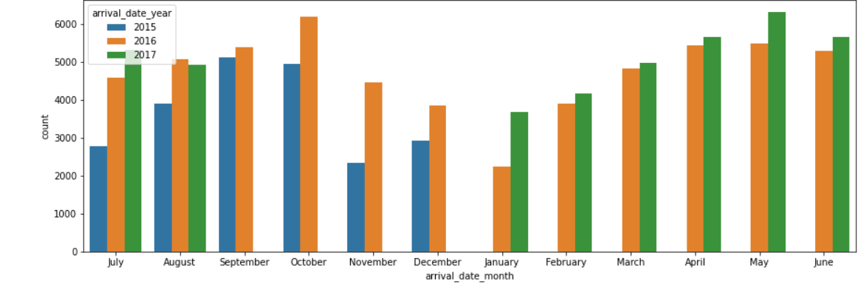 arrival_date_year
2015
2016
2017
6000
5000
4000
3000
2000
1000
0
count
July August September October November December January February March April May June
arrival_date_month